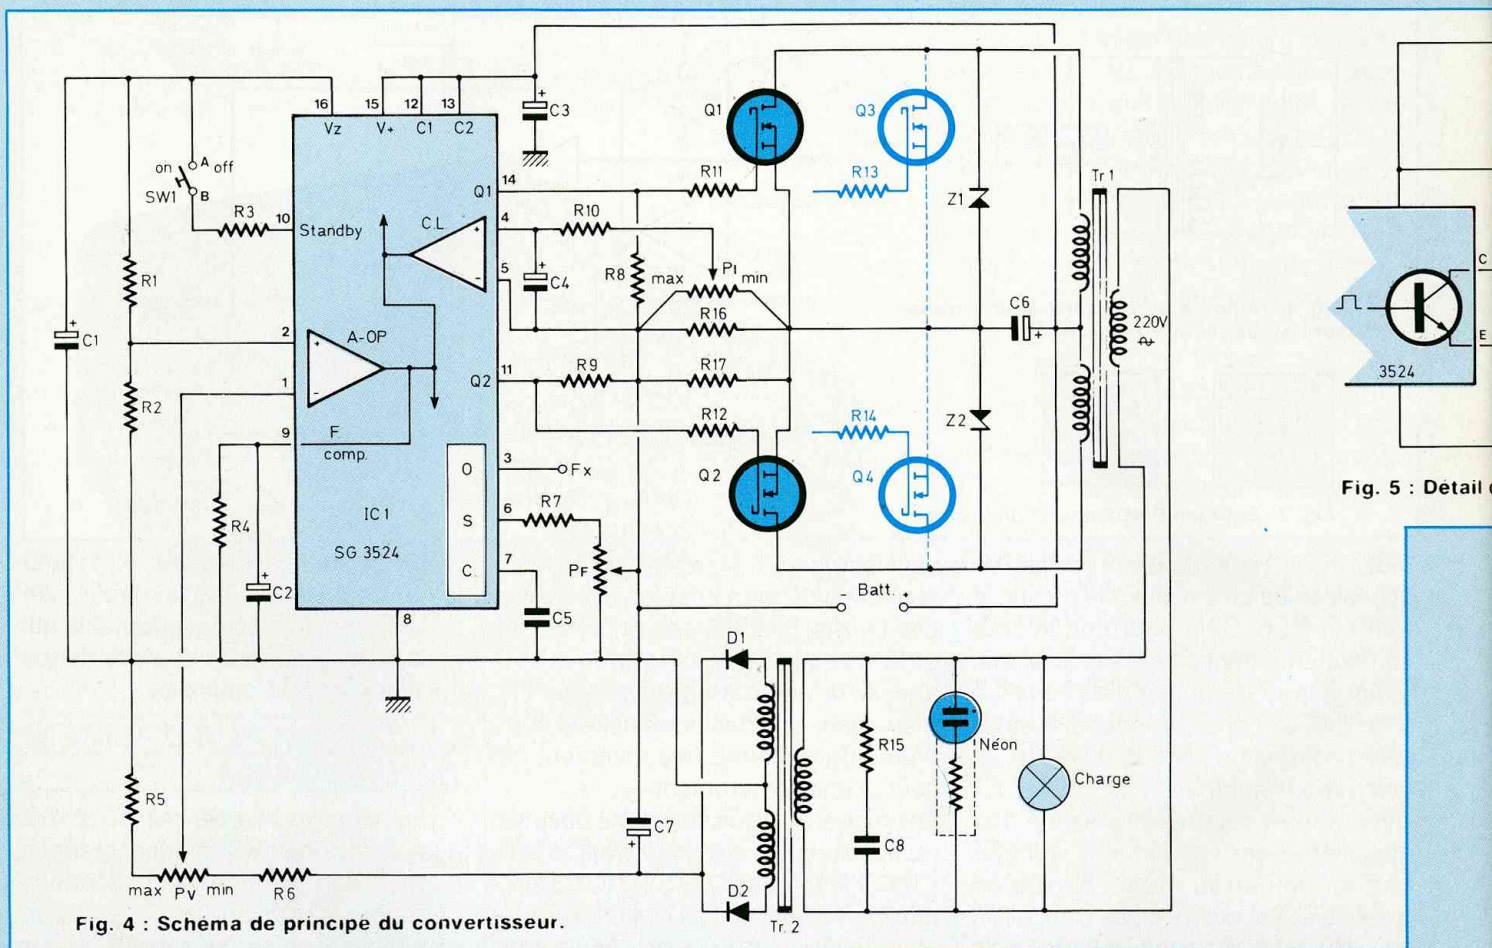 16 15 12 13
Vz V+ C1 C2
C3
Q1
Q3
on A off
SW1 B
R3
10
Standby
Q1
14
R11
R13
Tr 1
C.L.
+
4
R10
Z1
-
5
C4
R8
max P1 min
R1
R16
C6
220V
C
E
3524
C1
2
+
A-OP
1
-
Q2
11
R9
R17
R2
R12
R14
Z2
9
F
comp.
O
3
Fx
Q2
Q4
Fig. 5 : Détail
R4
IC1
SG 3524
S
6
R7
C2
C
7
PF
- Batt. +
8
C5
D1
R15
Néon
R5
Charge
C7
C8
max PV min R6
D2
Tr. 2
Fig. 4 : Schéma de principe du convertisseur.